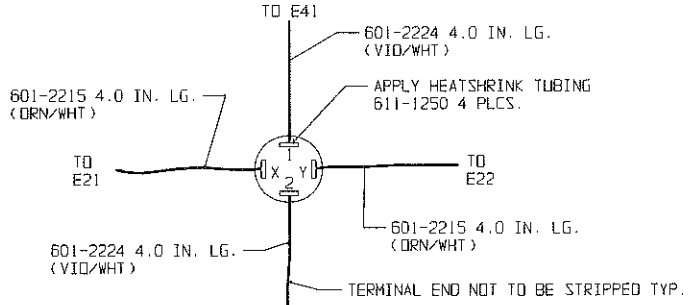 TO E41
601-2224 4.0 IN. LG.
(VIO/WHT)
APPLY HEATSHRINK TUBING
611-1250 4 PLCS.
601-2215 4.0 IN. LG.
(ORN/WHT)
1
TO
E21
X
Y
TO
E22
2
601-2215 4.0 IN. LG.
(ORN/WHT)
601-2224 4.0 IN. LG.
(VIO/WHT)
TERMINAL END NOT TO BE STRIPPED TYP.